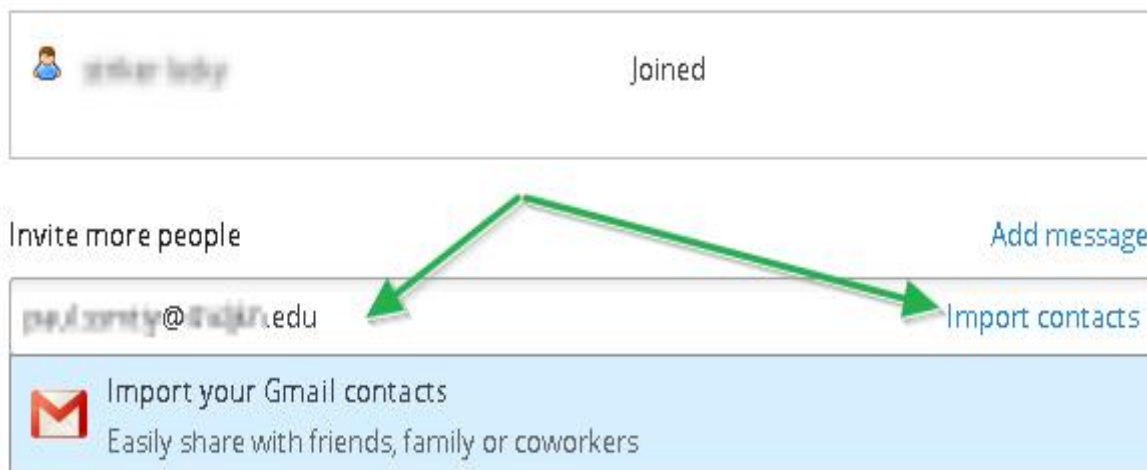 Joined
Invite more people
Add message
@ .edu
Import contacts
Import your Gmail contacts
Easily share with friends, family or coworkers